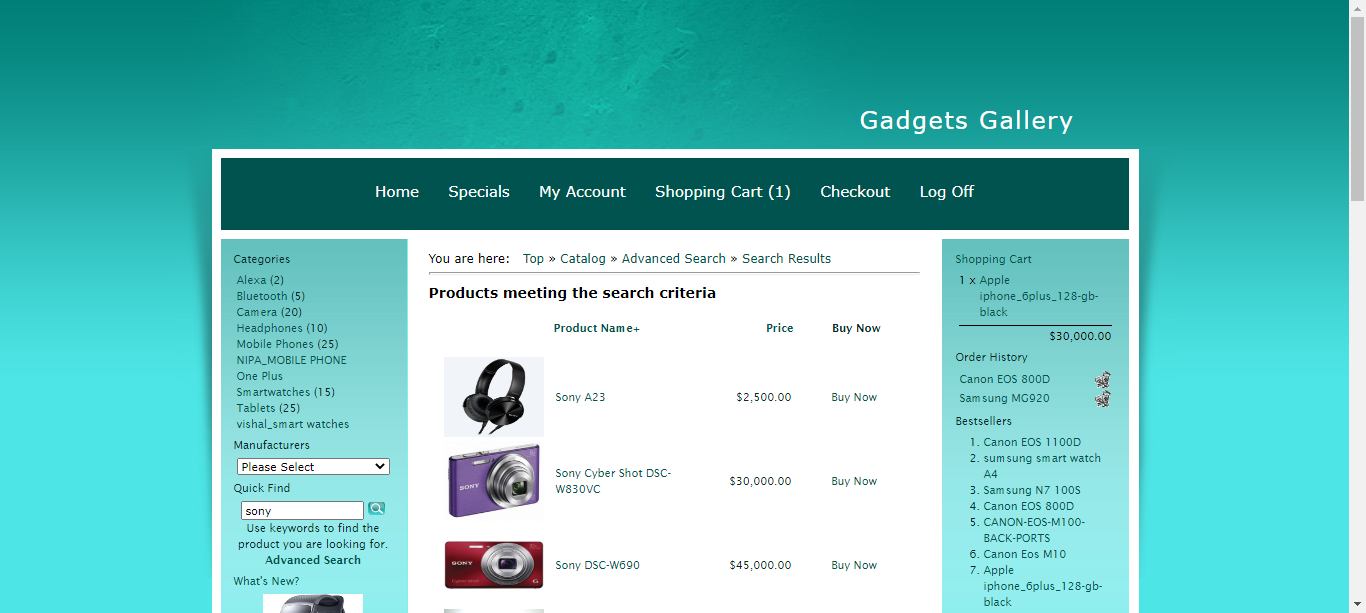 Gadgets Gallery
Home Specials My Account Shopping Cart (1) Checkout Log Off
Categories
Alexa (2)
Bluetooth (5)
Camera (20)
Headphones (10)
Mobile Phones (25)
NIPA_MOBILE PHONE
One Plus
Smartwatches (15)
Tablets (25)
vishal_smart watches
Manufacturers
Please Select
Quick Find
sony
Use keywords to find the
product you are looking for.
Advanced Search
What's New?
You are here: Top » Catalog » Advanced Search » Search Results
Products meeting the search criteria
Product Name+ Price Buy Now
Sony A23 $2,500.00 Buy Now
SONY
Sony Cyber Shot DSC-
W830VC
$30,000.00 Buy Now
SONY
Sony DSC-W690 $45,000.00 Buy Now
Shopping Cart
1 x Apple
iphone_6plus_128-gb-
black
$30,000.00
Order History
Canon EOS 800D
Samsung MG920
Bestsellers
1. Canon EOS 1100D
2. sumsung smart watch
A4
3. Samsung N7 100S
4. Canon EOS 800D
5. CANON-EOS-M100-
BACK-PORTS
6. Canon Eos M10
7. Apple
iphone_6plus_128-gb-
black